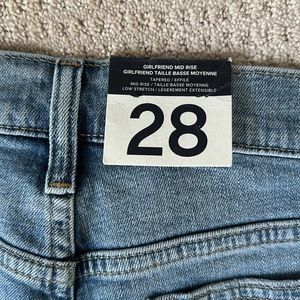 GIRLFRIEND MID RISE
GIRLFRIEND TAILLE BASSE MOYENNE
TAPERED / EFFILÉ
MID RISE / TAILLE BASSE MOYENNE
LOW STRETCH / LÉGÈREMENT EXTENSIBLE
28